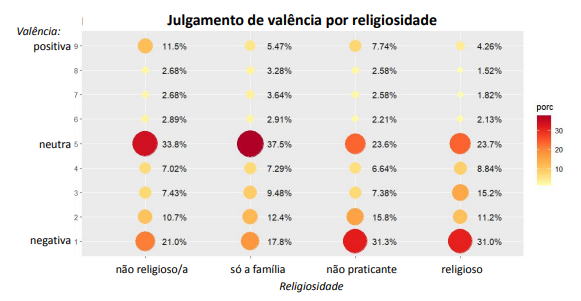 Julgamento de valência por religiosidade
Valência:
positiva 9 11.5% 5.47% 7.74% 4.26%
8 2.68% 3.28% 2.58% 1.52%
7 2.68% 3.64% 2.58% 1.82%
6 2.89% 2.91% 2.21% 2.13%
neutra 5 33.8% 37.5% 23.6% 23.7%
4 7.02% 7.29% 6.64% 8.84%
3 7.43% 9.48% 7.38% 15.2%
2 10.7% 12.4% 15.8% 11.2%
negativa 1 21.0% 17.8% 31.3% 31.0%
não religioso/a só a família não praticante religioso
Religiosidade
porc
30
20
10